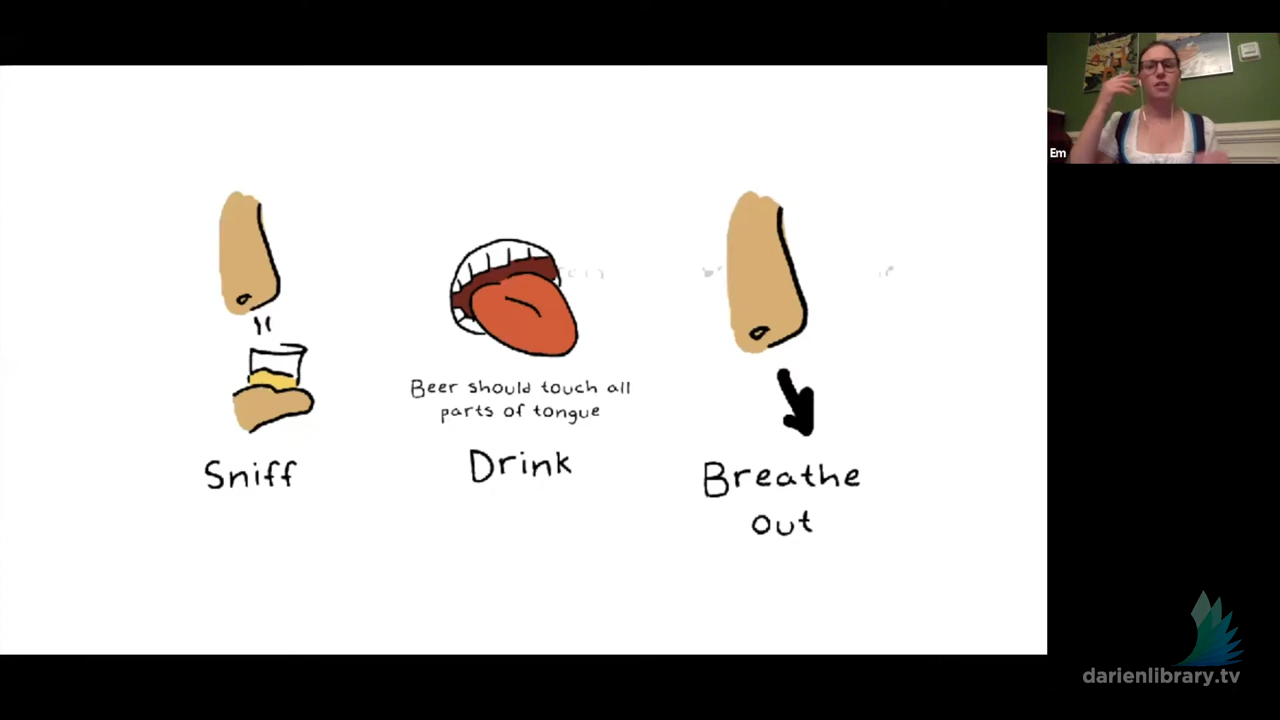 Em
Beer should touch all
parts of tongue
Sniff
Drink
Breathe
out
darienlibrary.tv